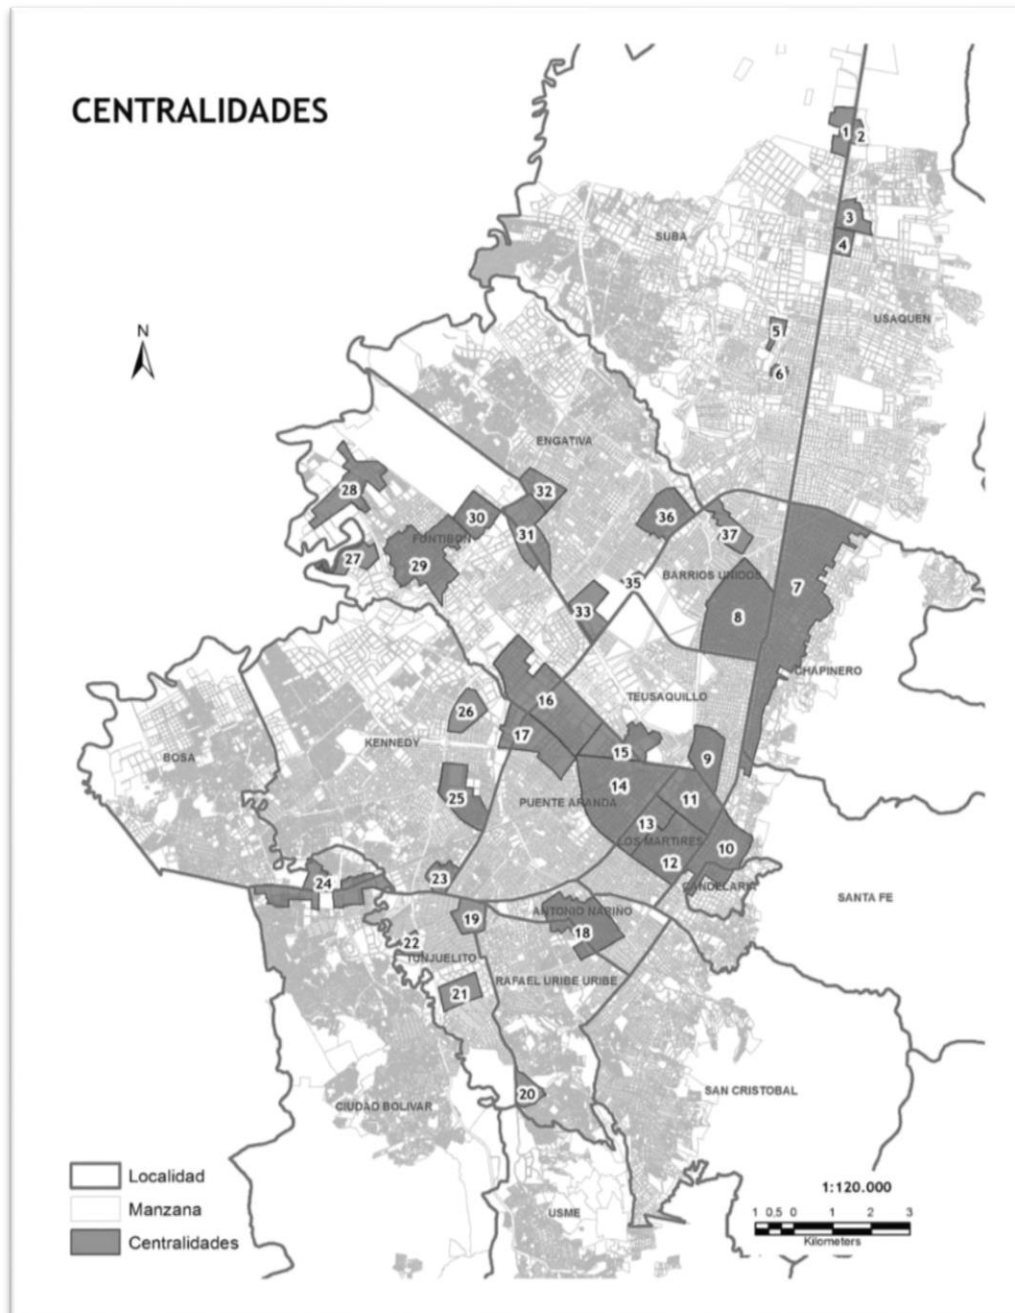 CENTRALIDADES
1
2
3
SUBA
4
USAQUEN
N
5
6
ENGATIVA
28
32
30
36
31
37
FONTIBON
27
29
BARRIOS UNIDOS
35
7
33
8
CHAPINERO
TEUSAQUILLO
16
26
17
KENNEDY
15
BOSA
9
14
25
PUENTE ARANDA
11
13
LOS MARTIRES
10
12
23
24
CANDELARIA
SANTA FE
ANTONIO NARIÑO
19
18
22
TUNJUELITO
RAFAEL URIBE URIBE
21
20
SAN CRISTOBAL
CIUDAD BOLIVAR
USME
Localidad
Manzana
Centralidades
1:120.000
1 0.5 0 1 2 3
Kilometers